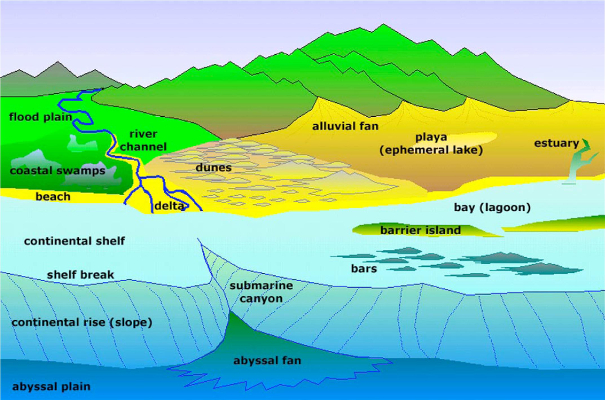 flood plain
river
channel
alluvial fan
playa
(ephemeral lake)
estuary
coastal swamps
dunes
beach
delta
bay (lagoon)
barrier island
continental shelf
bars
shelf break
submarine
canyon
continental rise (slope)
abyssal fan
abyssal plain